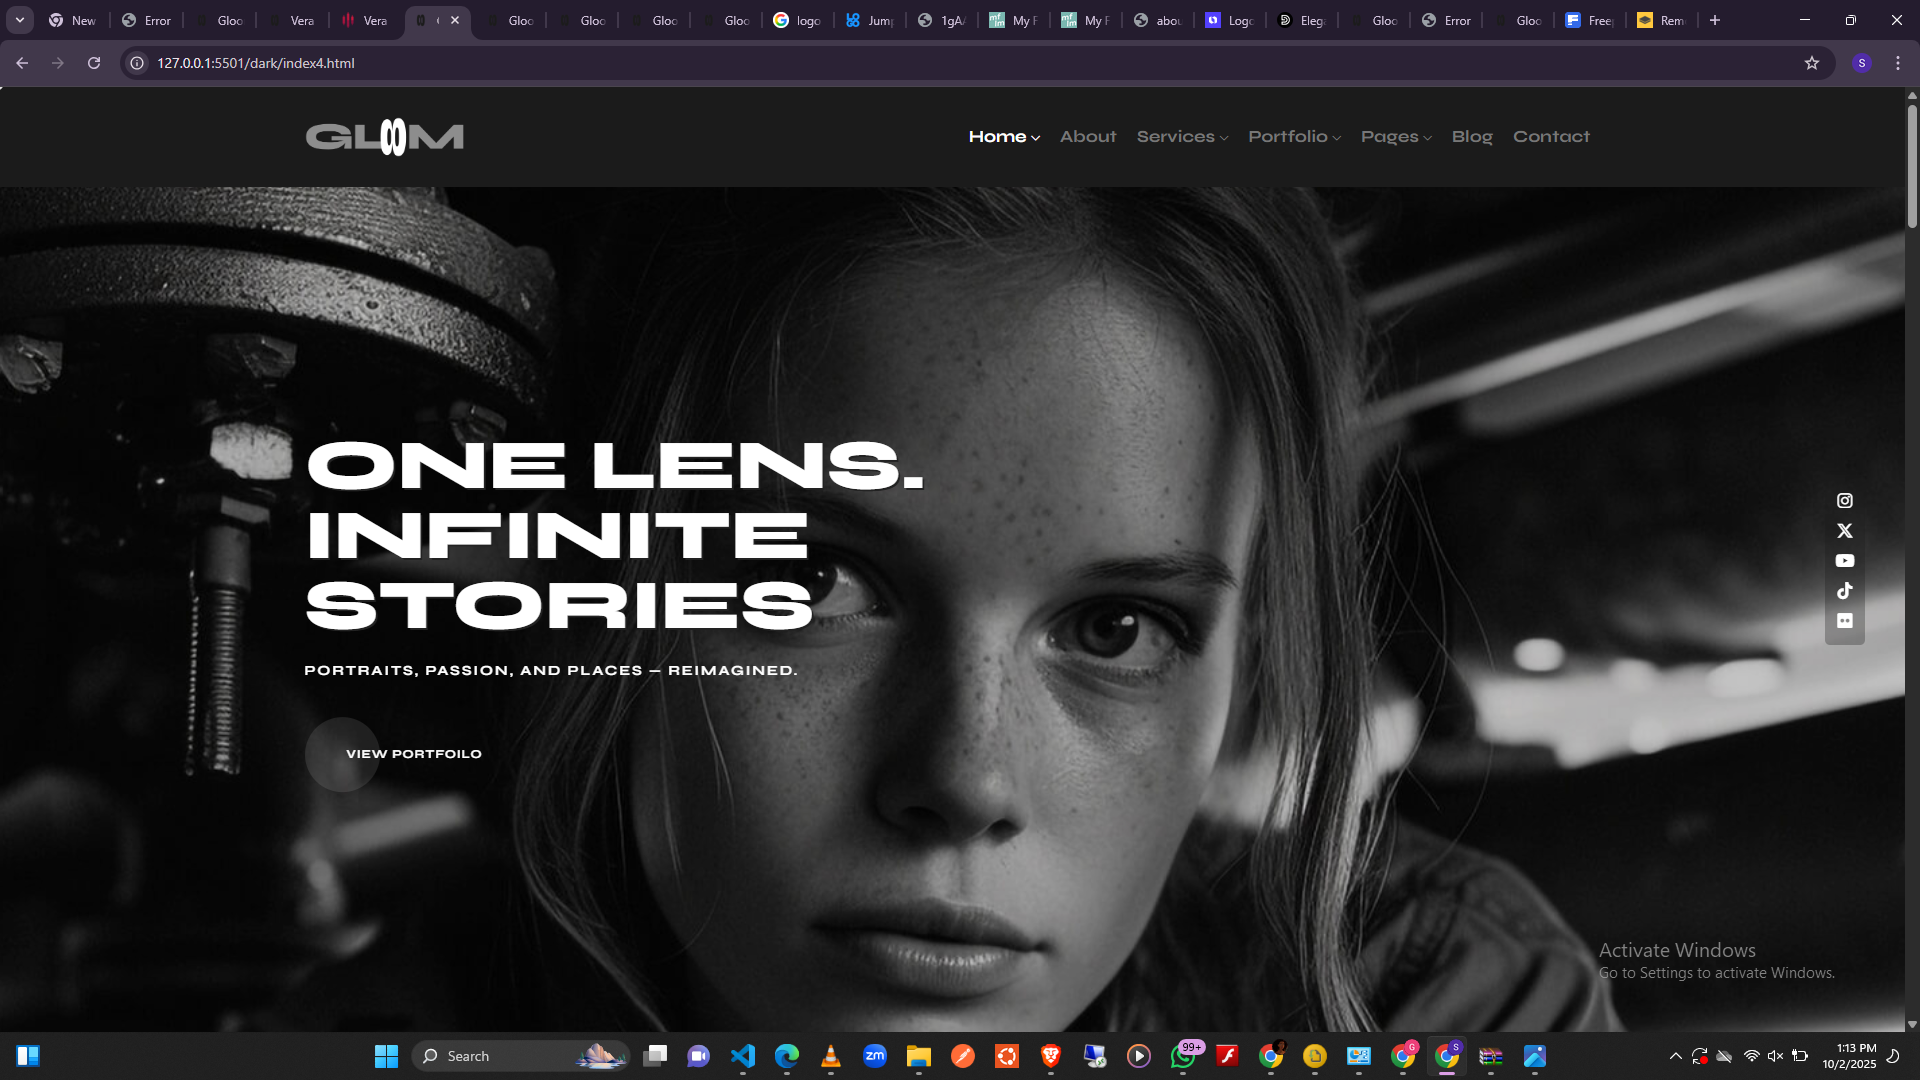 New
Error
Gloo
Vera
Vera
Gloo
Gloo
Gloo
Gloo
logo
Jump
1gA
My F
My F
abou
Logo
Eleg
Gloo
Error
Gloo
Free
Rem
127.0.0.1:5501/dark/index4.html
S
GLOOM
Home
About
Services
Portfolio
Pages
Blog
Contact
ONE LENS.
INFINITE
STORIES
PORTRAITS, PASSION, AND PLACES — REIMAGINED.
VIEW PORTFOILO
Activate Windows
Go to Settings to activate Windows.
Search
zm
99+
G
S
1:13 PM
10/2/2025